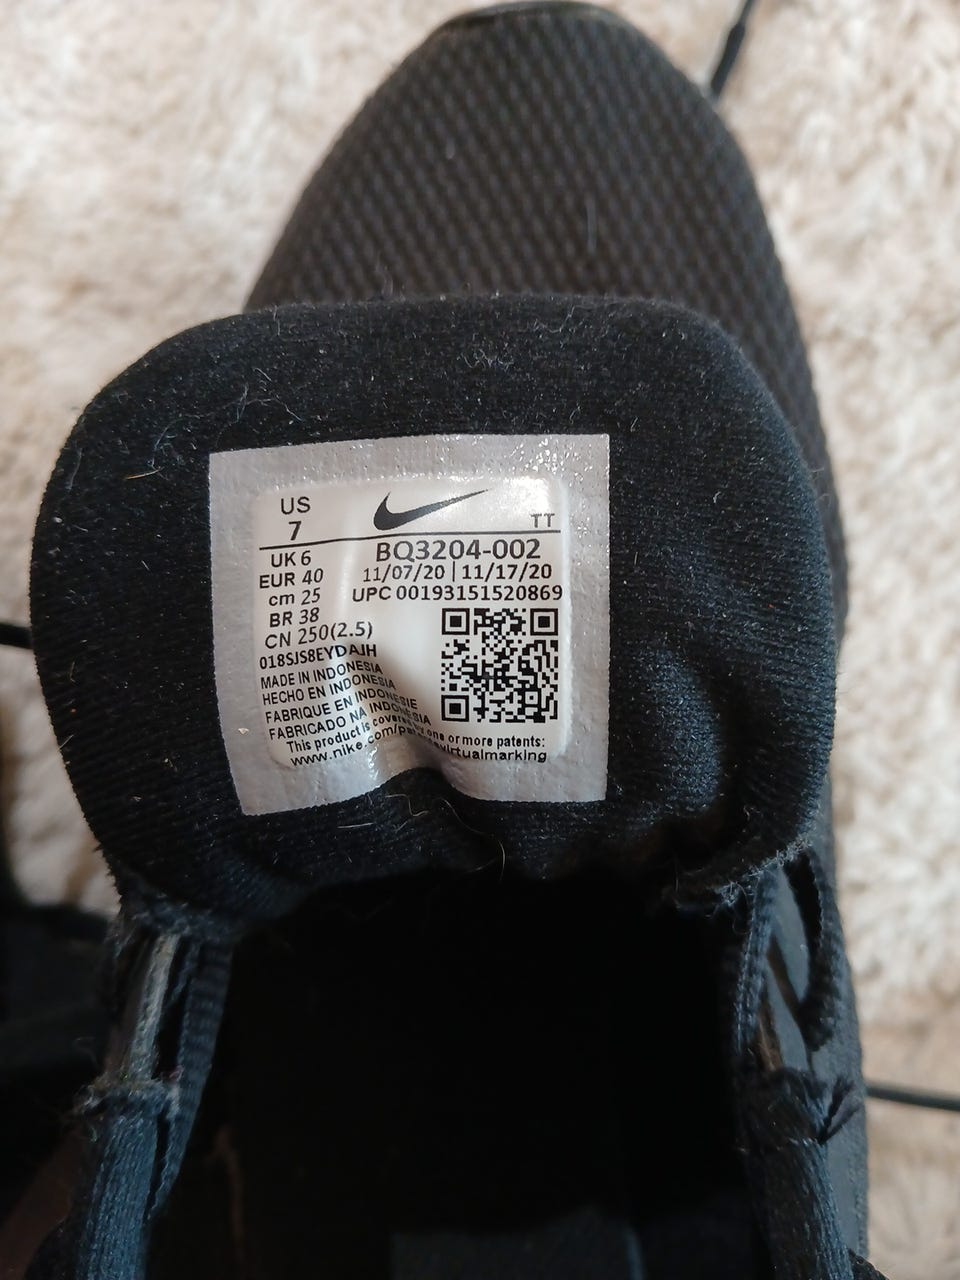 US
7
TT
UK 6
BQ3204-002
EUR 40
11/07/20 | 11/17/20
cm 25
UPC 00193151520869
BR 38
CN 250(2.5)
018SJS8EYDAJH
MADE IN INDONESIA
HECHO EN INDONESIA
FABRIQUE EN INDONESIE
FABRICADO NA INDONESIA
This product is covered by one or more patents:
www.nike.com/
virtualmarking